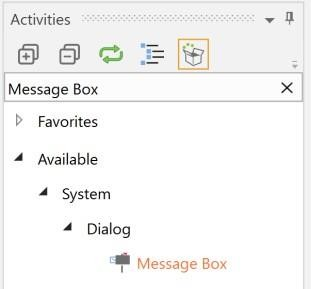 Activities
Message Box
Favorites
Available
System
Dialog
Message Box